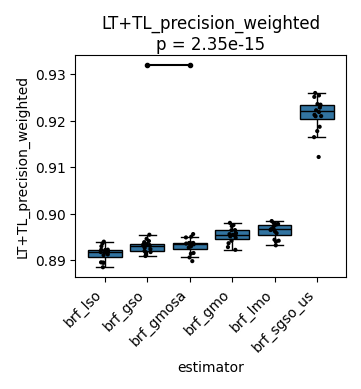 LT+TL_precision_weighted
p = 2.35e-15
LT+TL_precision_weighted
0.93
0.92
0.91
0.90
0.89
brf_lso
brf_gso
brf_gmosa
brf_gmo
brf_lmo
brf_sgso_us
estimator